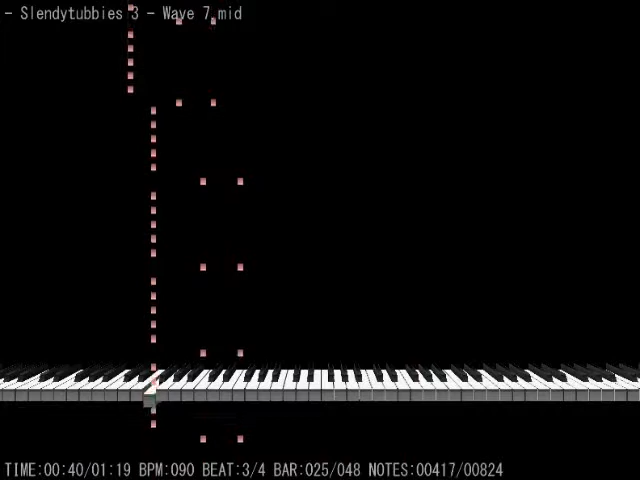 - Slendytubbies 3 - Wave 7.mid
TIME:00:40/01:19 BPM:090 BEAT:3/4 BAR:025/048 NOTES:00417/00824